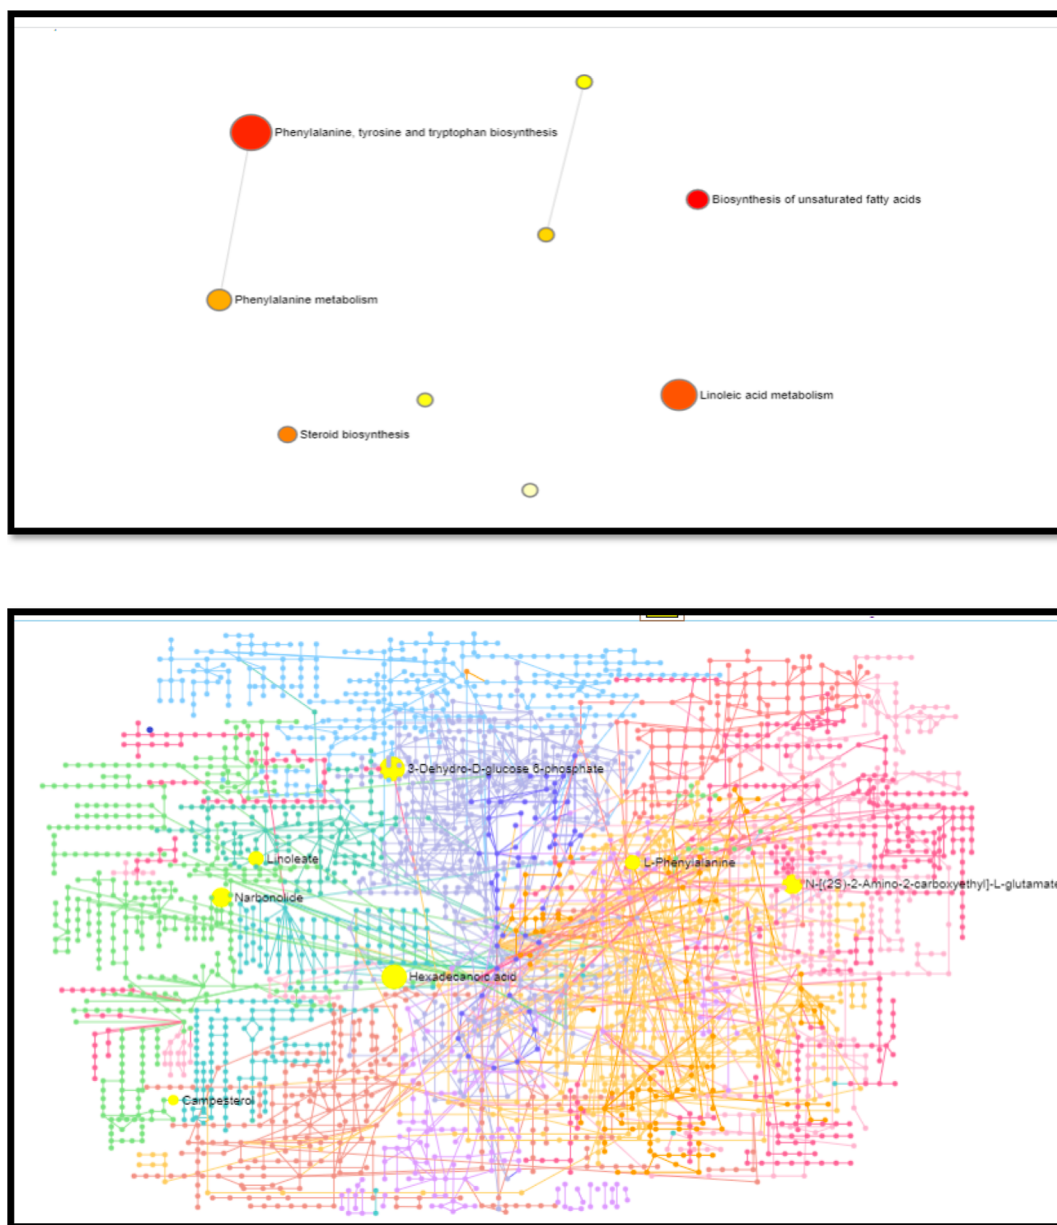 Phenylalanine, tyrosine and tryptophan biosynthesis
Biosynthesis of unsaturated fatty acids
Phenylalanine metabolism
Linoleic acid metabolism
Steroid biosynthesis
3-Dehydro-D-glucose 6-phosphate
Linoleate
L-Phenylalanine
N-[(2S)-2-Amino-2-carboxyethyl]-L-glutamate
Narbonolide
Hexadecanoic acid
Campesterol